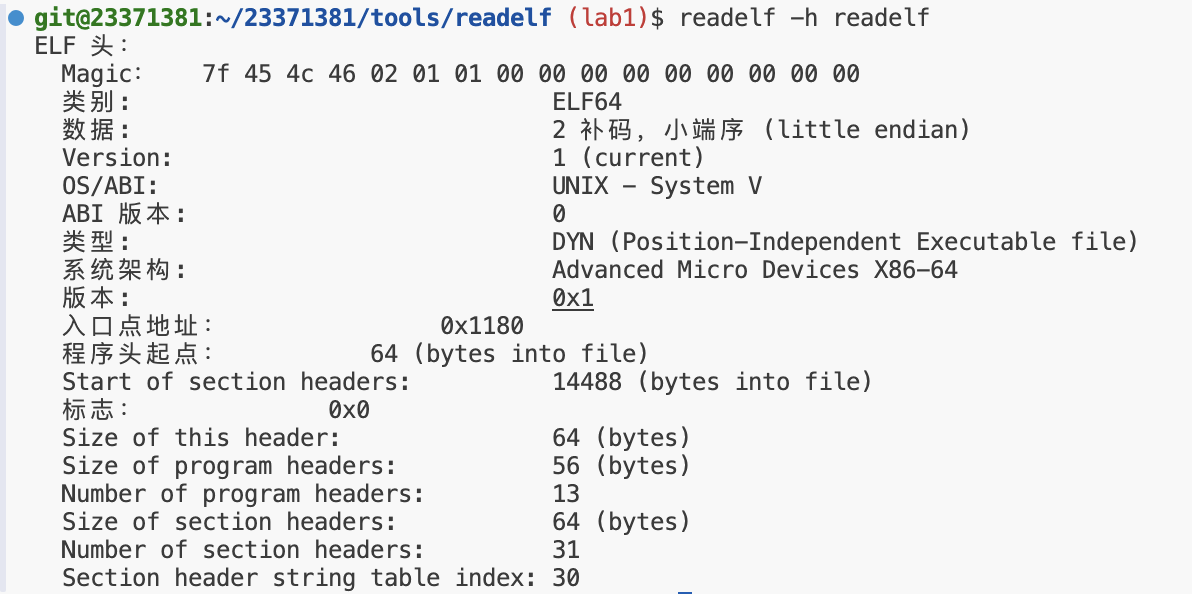 git@23371381:~/23371381/tools/readelf (lab1)$ readelf -h readelf
ELF 头：
  Magic：   7f 45 4c 46 02 01 01 00 00 00 00 00 00 00 00 00
  类别:                              ELF64
  数据:                              2 补码，小端序 (little endian)
  Version:                           1 (current)
  OS/ABI:                            UNIX - System V
  ABI 版本:                          0
  类型:                              DYN (Position-Independent Executable file)
  系统架构:                          Advanced Micro Devices X86-64
  版本:                              0x1
  入口点地址：               0x1180
  程序头起点：          64 (bytes into file)
  Start of section headers:          14488 (bytes into file)
  标志：             0x0
  Size of this header:               64 (bytes)
  Size of program headers:           56 (bytes)
  Number of program headers:         13
  Size of section headers:           64 (bytes)
  Number of section headers:         31
  Section header string table index: 30